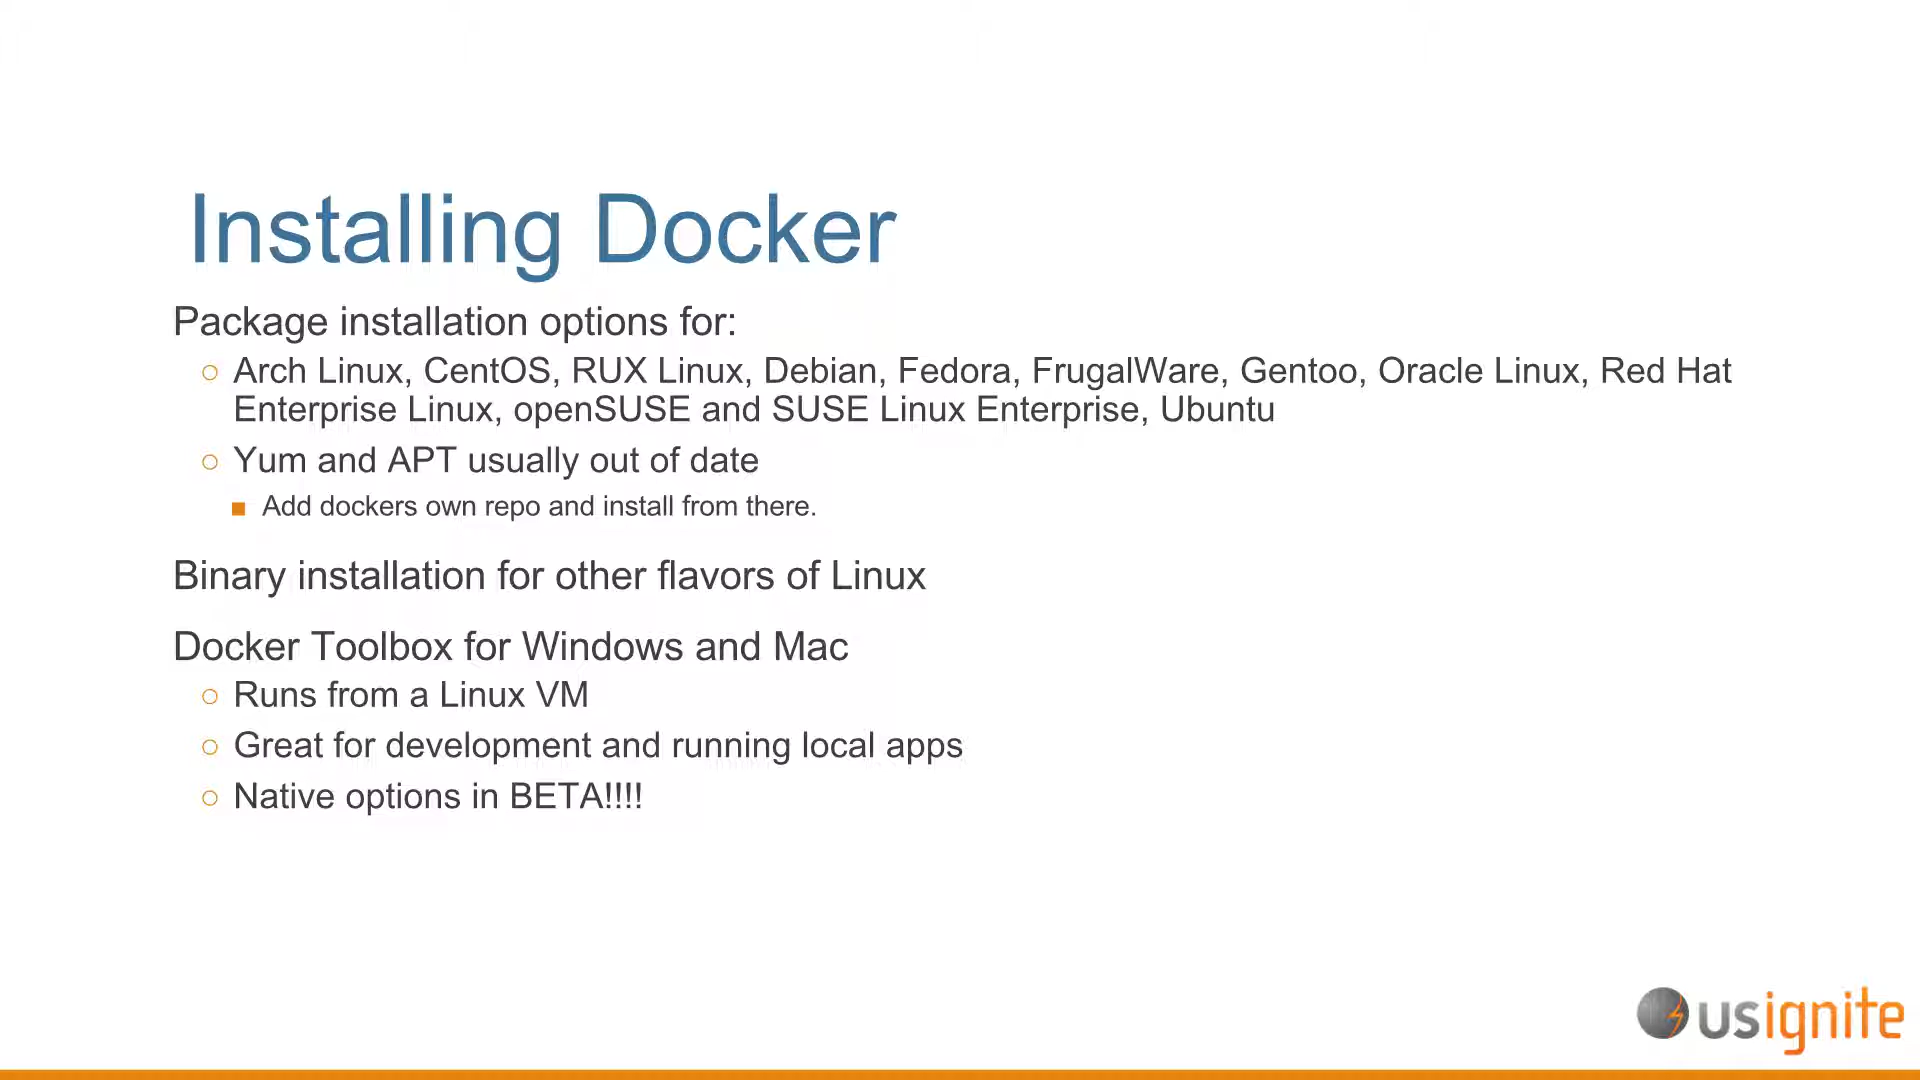 Installing Docker
Package installation options for:
○ Arch Linux, CentOS, RUX Linux, Debian, Fedora, FrugalWare, Gentoo, Oracle Linux, Red Hat
Enterprise Linux, openSUSE and SUSE Linux Enterprise, Ubuntu
○ Yum and APT usually out of date
■ Add dockers own repo and install from there.
Binary installation for other flavors of Linux
Docker Toolbox for Windows and Mac
○ Runs from a Linux VM
○ Great for development and running local apps
○ Native options in BETA!!!!
usignite